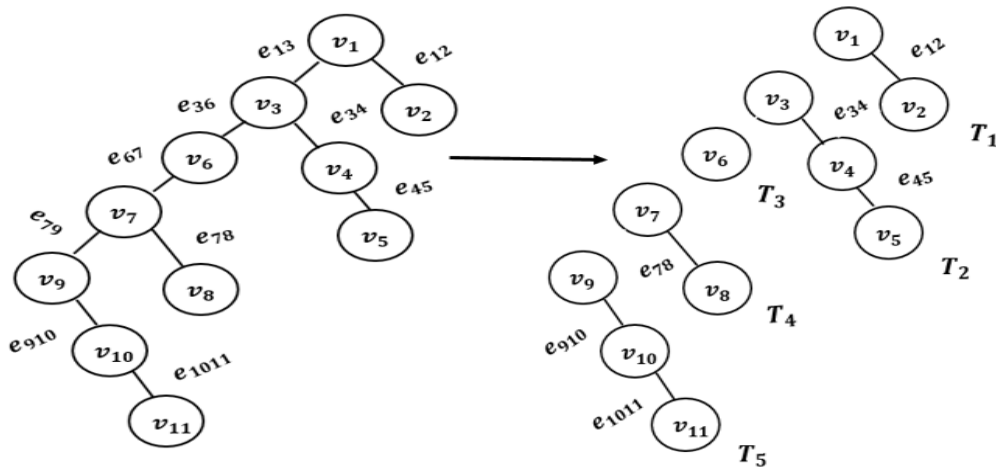 e₁₃ v₁ e₁₂
e₃₆ v₃ e₃₄ v₂
e₆₇ v₆ v₄
e₇₉ v₇ e₇₈ e₄₅
v₉ v₈ v₅
e₉₁₀ v₁₀ e₁₀₁₁
v₁₁
v₁ e₁₂
v₃ e₃₄ v₂ T₁
v₆ v₄
T₃ e₄₅
v₇ v₅
v₉ e₇₈ v₈ T₂
T₄
e₉₁₀ v₁₀
e₁₀₁₁ v₁₁
T₅